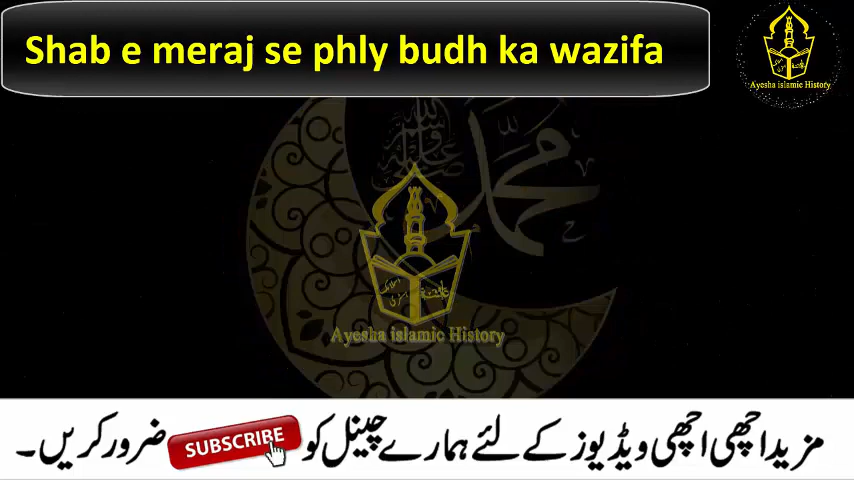 Shab e meraj se phly budh ka wazifa
Ayesha islamic History
محمد
Ayesha islamic History
مزید اچھی اچھی ویڈیوز کے لئے ہمارے چینل کو SUBSCRIBE ضرور کریں۔